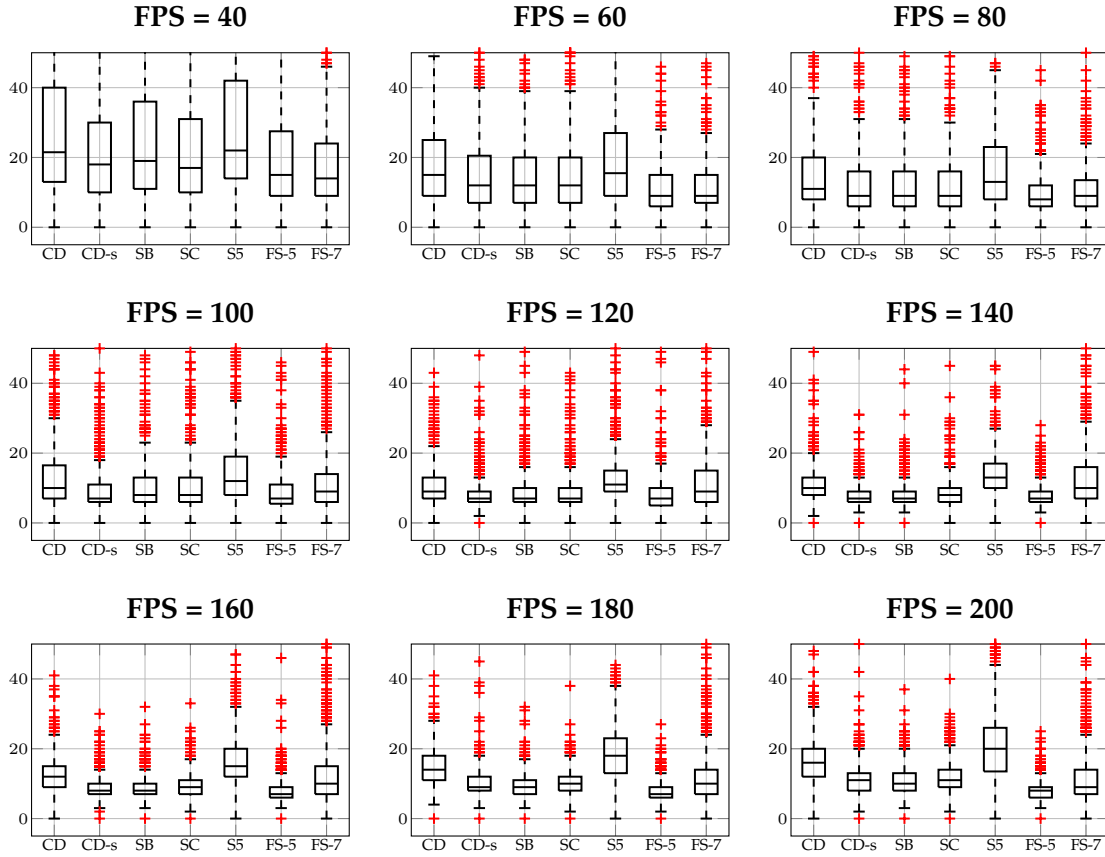 FPS = 40 FPS = 60 FPS = 80
40 40 40
20 20 20
0 0 0
CD CD-s SB SC S5 FS-5 FS-7 CD CD-s SB SC S5 FS-5 FS-7 CD CD-s SB SC S5 FS-5 FS-7
FPS = 100 FPS = 120 FPS = 140
40 40 40
20 20 20
0 0 0
CD CD-s SB SC S5 FS-5 FS-7 CD CD-s SB SC S5 FS-5 FS-7 CD CD-s SB SC S5 FS-5 FS-7
FPS = 160 FPS = 180 FPS = 200
40 40 40
20 20 20
0 0 0
CD CD-s SB SC S5 FS-5 FS-7 CD CD-s SB SC S5 FS-5 FS-7 CD CD-s SB SC S5 FS-5 FS-7